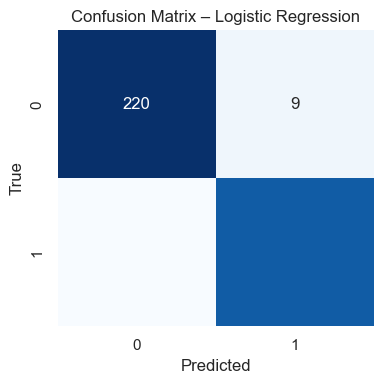 Confusion Matrix – Logistic Regression
0
220
9
True
1
0
1
Predicted